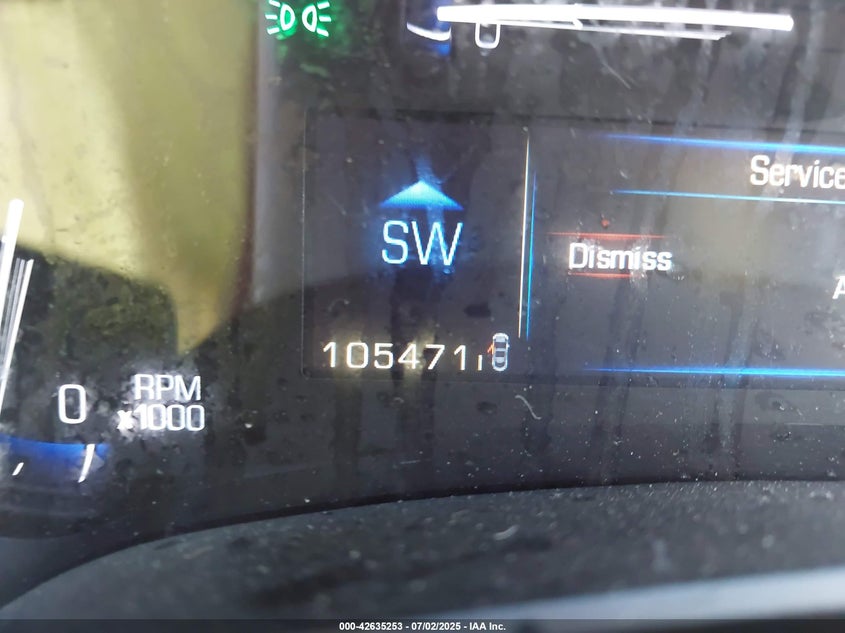 Service
SW
Dismiss
105471
0
RPM
x1000
000-42635253 - 07/02/2025 - IAA Inc.